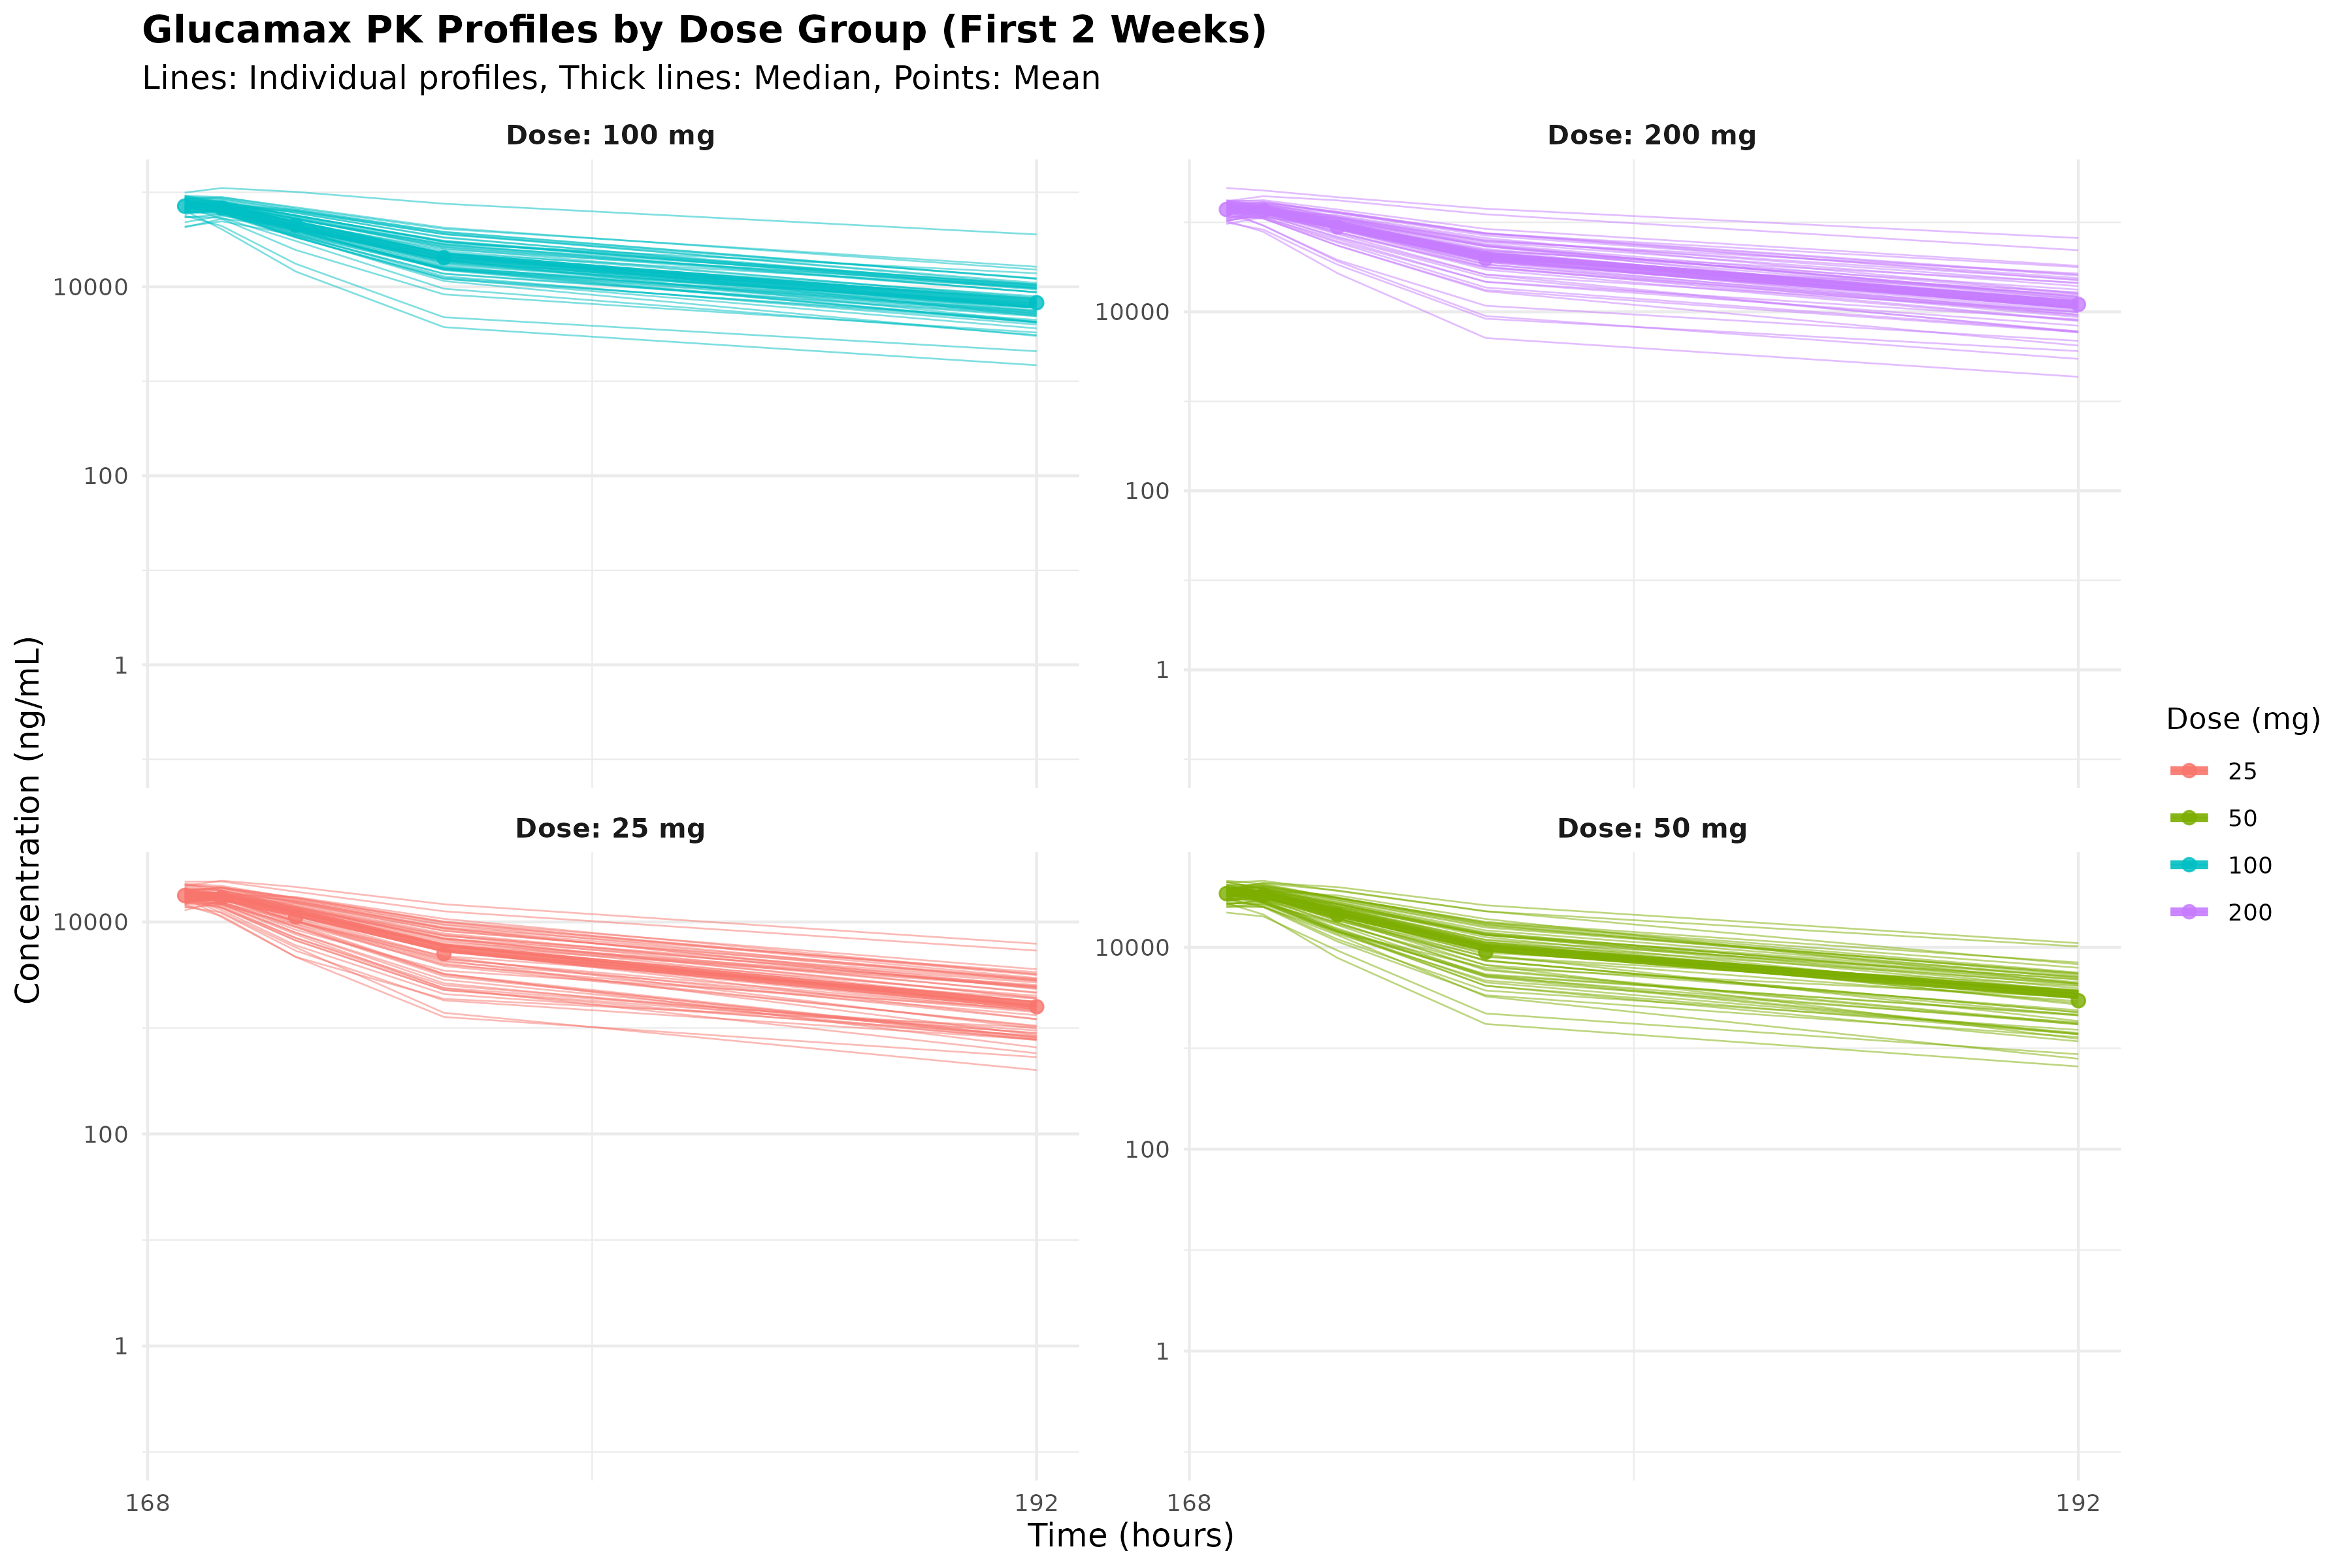 Glucamax PK Profiles by Dose Group (First 2 Weeks)
Lines: Individual profiles, Thick lines: Median, Points: Mean
Dose: 100 mg
Dose: 200 mg
10000
100
1
10000
100
1
Dose: 25 mg
Dose: 50 mg
10000
100
1
10000
100
1
168
192
168
192
Time (hours)
Concentration (ng/mL)
Dose (mg)
25
50
100
200